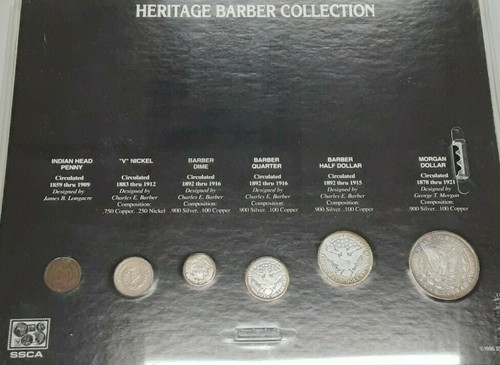 HERITAGE BARBER COLLECTION
INDIAN HEAD
PENNY
Circulated
1859 thru 1909
Designed by
James B. Longacre
"V" NICKEL
Circulated
1883 thru 1912
Designed by
Charles E. Barber
Composition:
.750 Copper, .250 Nickel
BARBER
DIME
Circulated
1892 thru 1916
Designed by
Charles E. Barber
Composition:
.900 Silver, .100 Copper
BARBER
QUARTER
Circulated
1892 thru 1916
Designed by
Charles E. Barber
Composition:
.900 Silver, .100 Copper
BARBER
HALF DOLLAR
Circulated
1892 thru 1915
Designed by
Charles E. Barber
Composition:
.900 Silver, .100 Copper
MORGAN
DOLLAR
Circulated
1878 thru 1921
Designed by
George T. Morgan
Composition:
.900 Silver, .100 Copper
SSCA
©1996